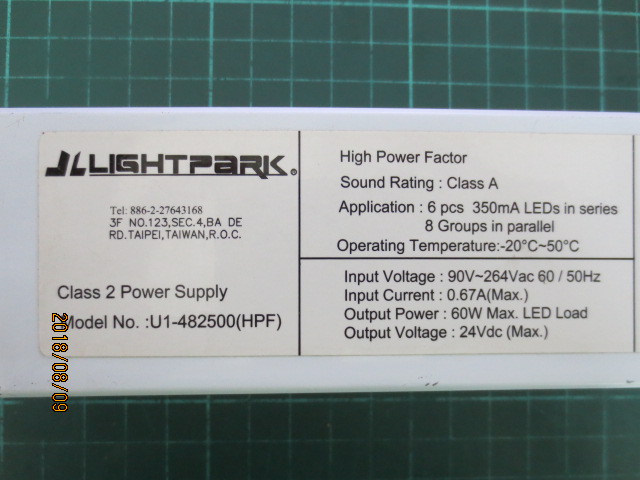 LIGHTPARK®
Tel: 886-2-27643168
3F NO.123,SEC.4,BA DE
RD.TAIPEI,TAIWAN,R.O.C.
Class 2 Power Supply
Model No. :U1-482500(HPF)
High Power Factor
Sound Rating : Class A
Application : 6 pcs 350mA LEDs in series
8 Groups in parallel
Operating Temperature:-20°C~50°C
Input Voltage : 90V~264Vac 60 / 50Hz
Input Current : 0.67A(Max.)
Output Power : 60W Max. LED Load
Output Voltage : 24Vdc (Max.)
2018/08/09